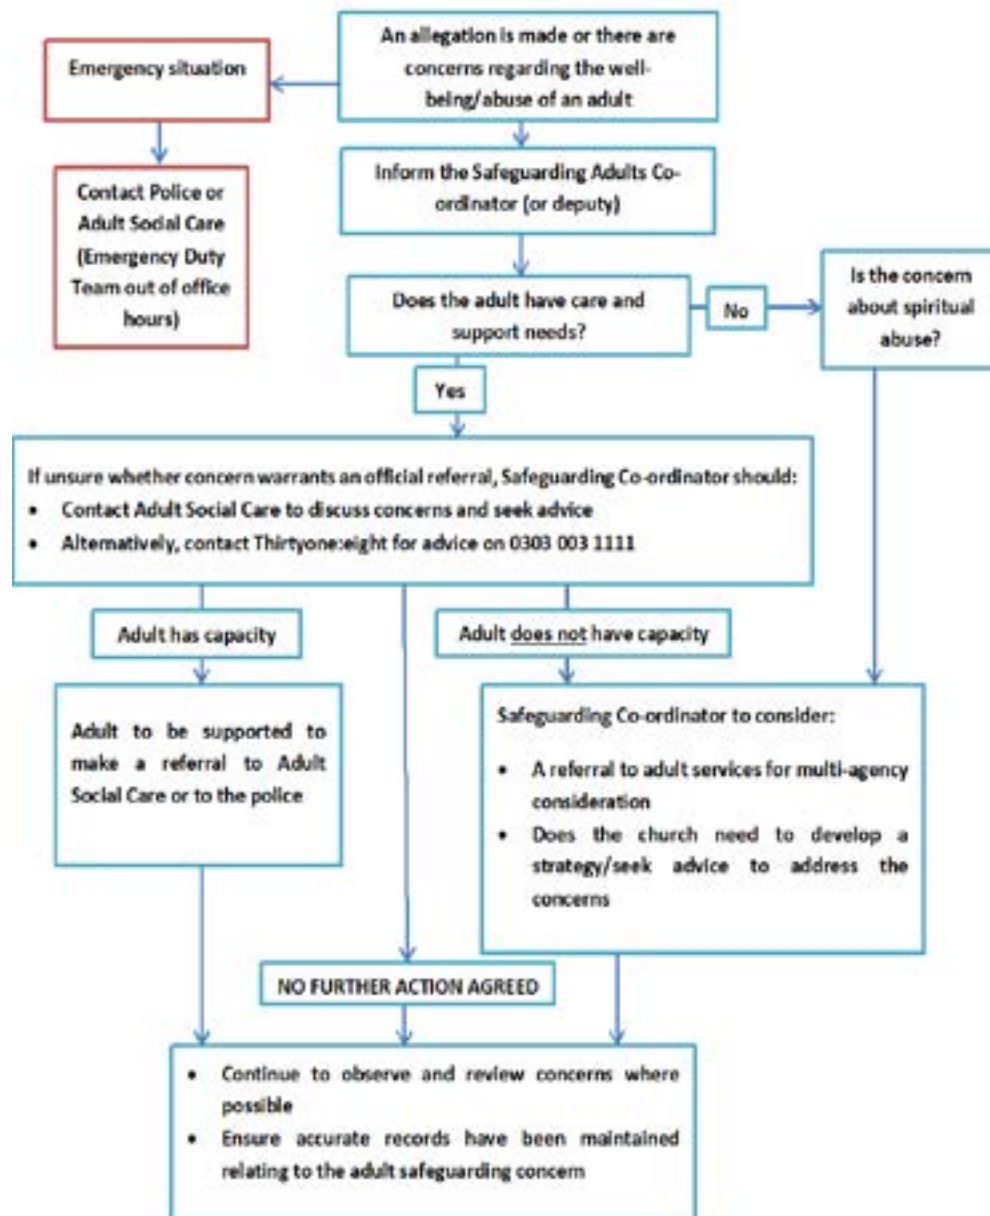 An allegation is made or there are
concerns regarding the well-
being/abuse of an adult
Emergency situation
Contact Police or
Adult Social Care
(Emergency Duty
Team out of office
hours)
Inform the Safeguarding Adults Co-
ordinator (or deputy)
Does the adult have care and
support needs?
No
Is the concern
about spiritual
abuse?
Yes
If unsure whether concern warrants an official referral, Safeguarding Co-ordinator should:
• Contact Adult Social Care to discuss concerns and seek advice
• Alternatively, contact Thirtyone:eight for advice on 0303 003 1111
Adult has capacity
Adult does not have capacity
Adult to be supported to
make a referral to Adult
Social Care or to the police
Safeguarding Co-ordinator to consider:
• A referral to adult services for multi-agency
consideration
• Does the church need to develop a
strategy/seek advice to address the
concerns
NO FURTHER ACTION AGREED
• Continue to observe and review concerns where
possible
• Ensure accurate records have been maintained
relating to the adult safeguarding concern